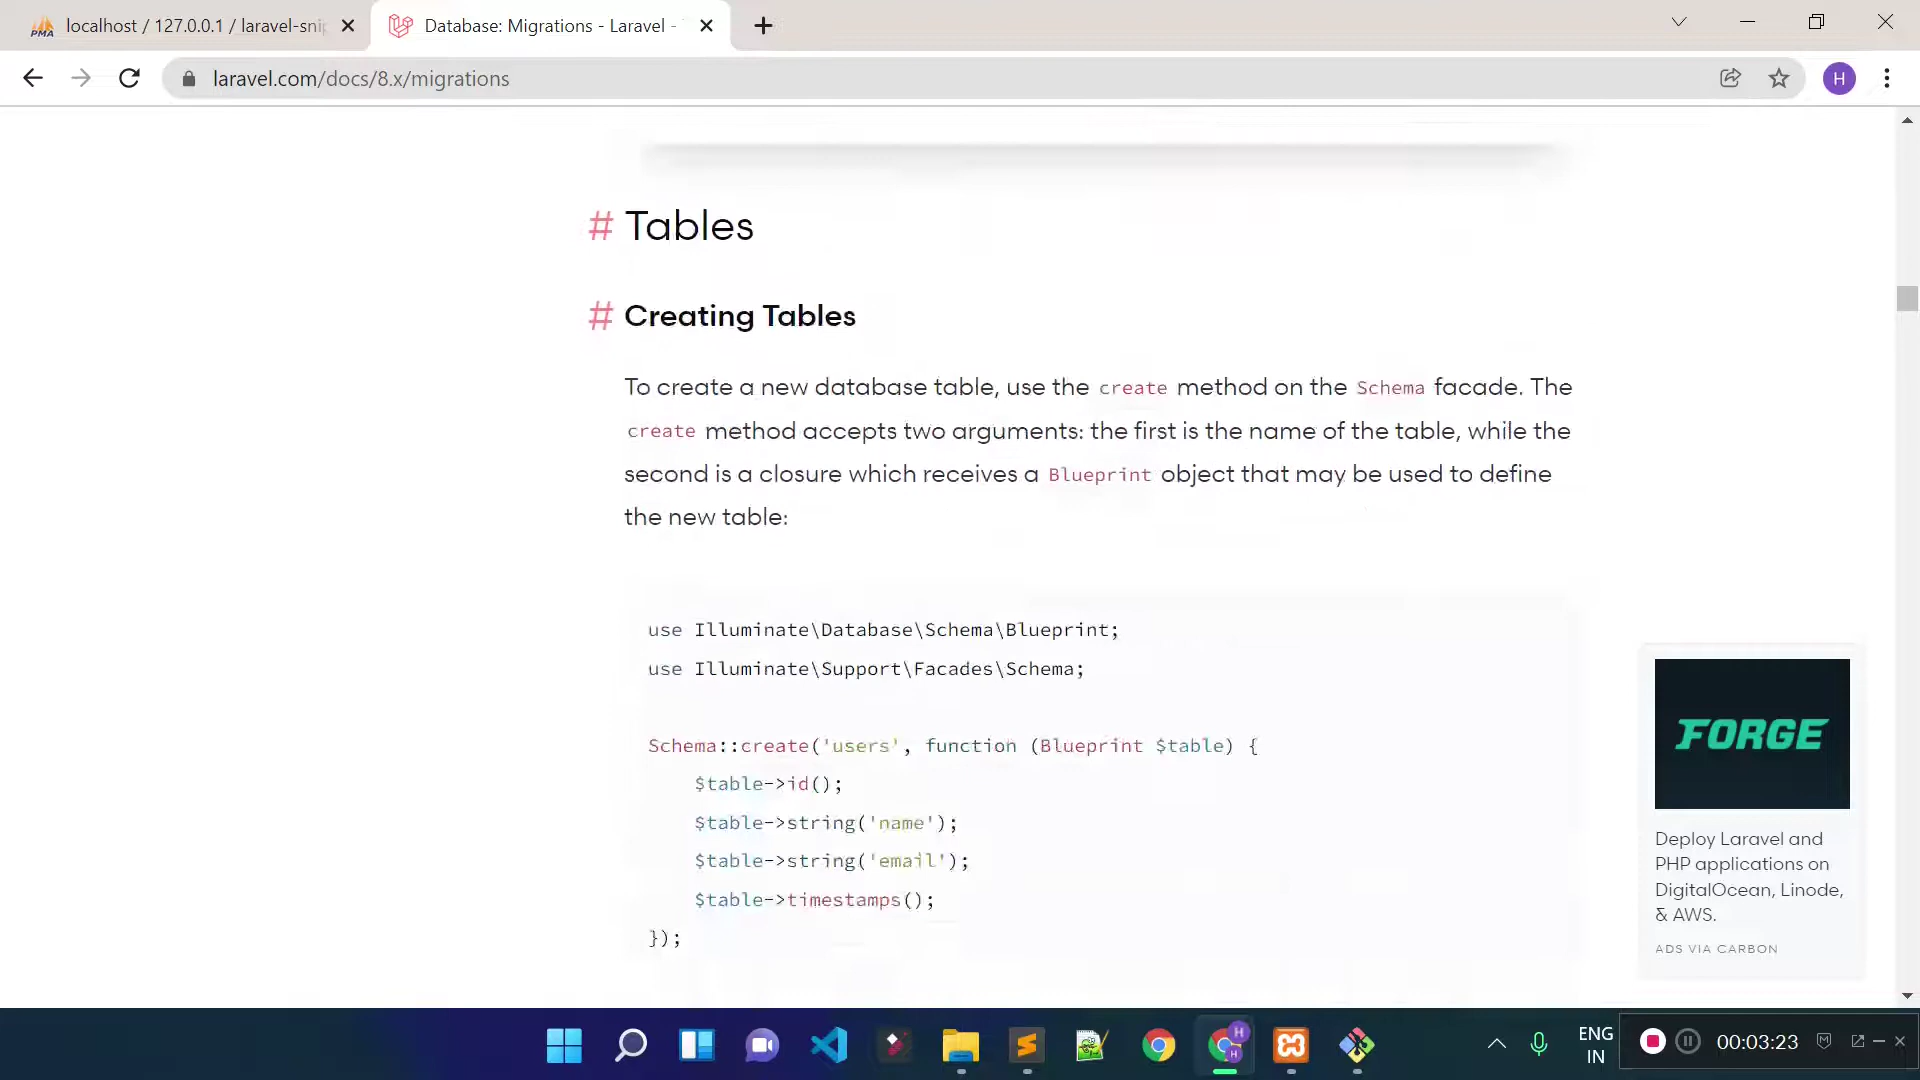 PMA localhost / 127.0.0.1 / laravel-snip
Database: Migrations - Laravel -
laravel.com/docs/8.x/migrations
H
# Tables
# Creating Tables
To create a new database table, use the create method on the Schema facade. The
create method accepts two arguments: the first is the name of the table, while the
second is a closure which receives a Blueprint object that may be used to define
the new table:
use Illuminate\Database\Schema\Blueprint;
use Illuminate\Support\Facades\Schema;
Schema::create('users', function (Blueprint $table) {
$table->id();
$table->string('name');
$table->string('email');
$table->timestamps();
});
FORGE
Deploy Laravel and
PHP applications on
DigitalOcean, Linode,
& AWS.
ADS VIA CARBON
H
H
ENG
IN
00:03:23